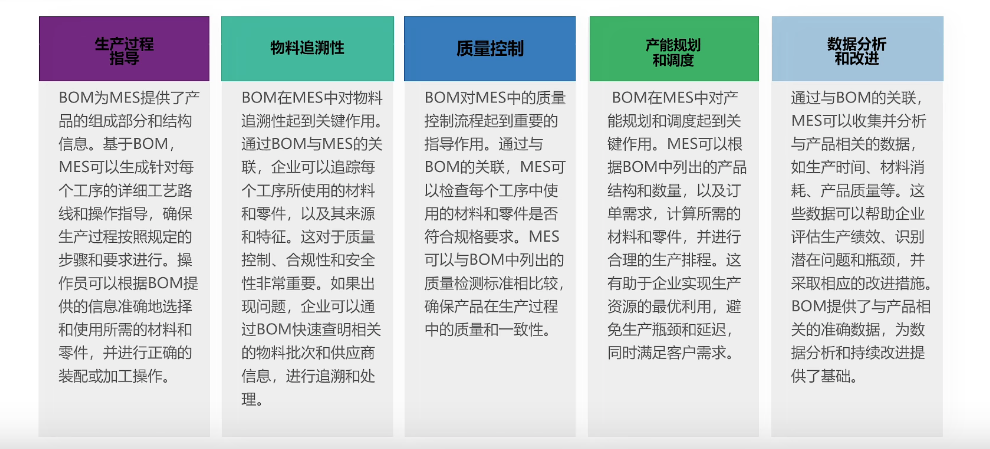 生产过程
指导
BOM为MES提供了产
品的组成部分和结构
信息。基于BOM，
MES可以生成针对每
个工序的详细工艺路
线和操作指导，确保
生产过程按照规定的
步骤和要求进行。操
作员可以根据BOM提
供的信息准确地选择
和使用所需的材料和
零件，并进行正确的
装配或加工操作。
物料追溯性
BOM在MES中对物料
追溯性起到关键作用。
通过BOM与MES的关
联，企业可以追踪每
个工序所使用的材料
和零件，以及其来源
和特征。这对于质量
控制、合规性和安全
性非常重要。如果出
现问题，企业可以通
过BOM快速查明相关
的物料批次和供应商
信息，进行追溯和处
理。
质量控制
BOM对MES中的质量
控制流程起到重要的
指导作用。通过与
BOM的关联，MES可
以检查每个工序中使
用的材料和零件是否
符合规格要求。MES
可以与BOM中列出的
质量检测标准相比较，
确保产品在生产过程
中的质量和一致性。
产能规划
和调度
BOM在MES中对产
能规划和调度起到关
键作用。MES可以根
据BOM中列出的产品
结构和数量，以及订
单需求，计算所需的
材料和零件，并进行
合理的生产排程。这
有助于企业实现生产
资源的最优利用，避
免生产瓶颈和延迟，
同时满足客户需求。
数据分析
和改进
通过与BOM的关联，
MES可以收集并分析
与产品相关的数据，
如生产时间、材料消
耗、产品质量等。这
些数据可以帮助企业
评估生产绩效、识别
潜在问题和瓶颈，并
采取相应的改进措施。
BOM提供了与产品相
关的准确数据，为数
据分析和持续改进提
供了基础。